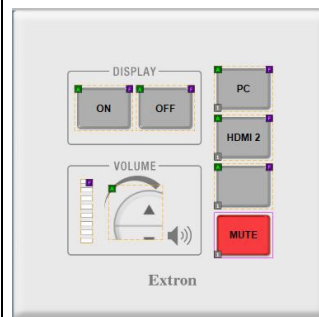 DISPLAY
ON OFF
PC
HDMI 2
VOLUME
MUTE
Extron